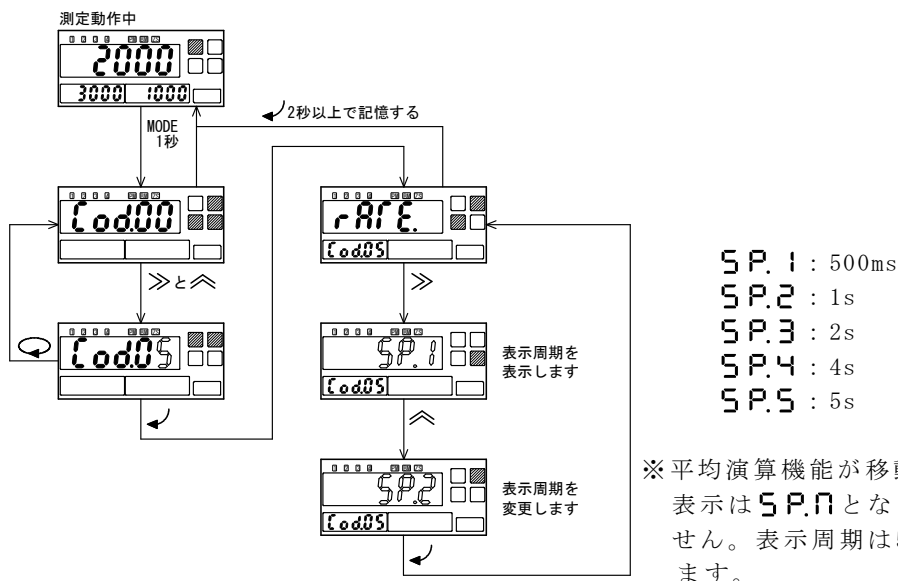 測定動作中
2000
3000 1000
MODE
1秒
2秒以上で記憶する
Cod.00
rATE.
Cod.05
≫と︽
≫
Cod.05
SP.1
Cod.05
表示周期を
表示します
︽
SP.2
Cod.05
表示周期を
変更します
SP.1 : 500ms
SP.2 : 1s
SP.3 : 2s
SP.4 : 4s
SP.5 : 5s
※平均演算機能が移
表示は SP.П とな
せん。表示周期は
ます。